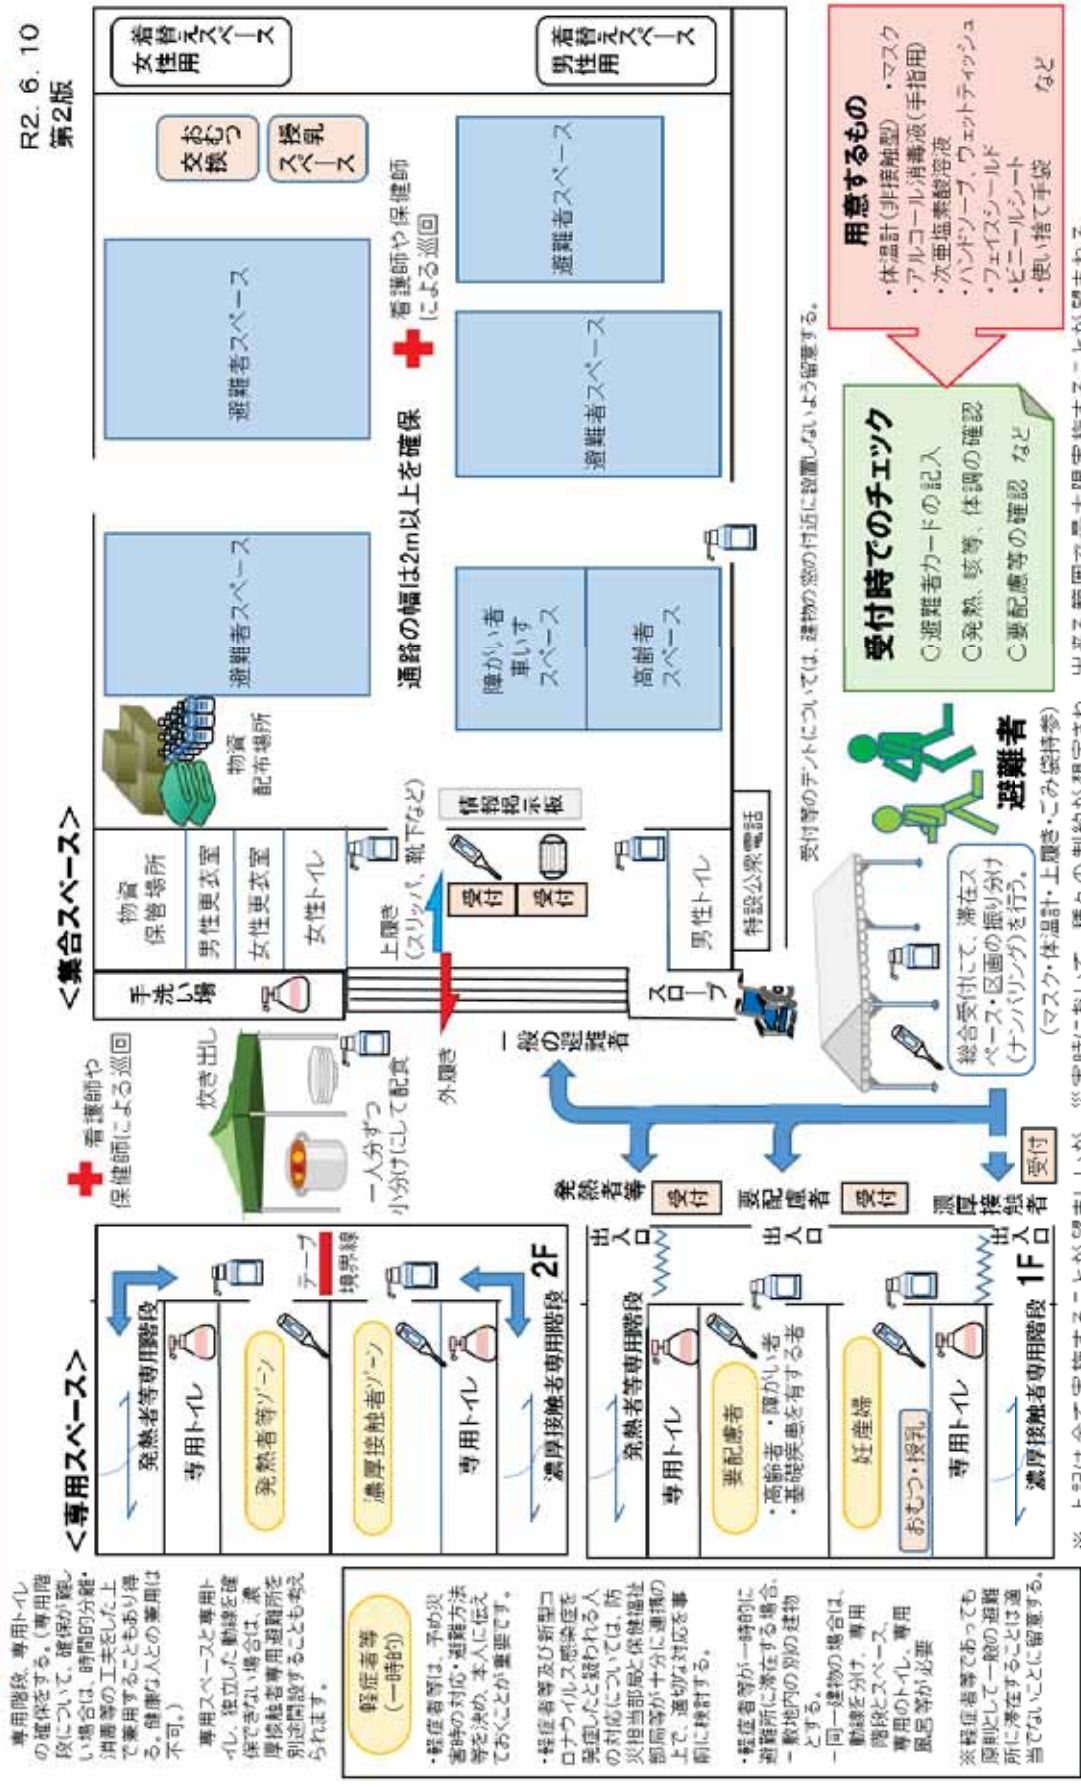 R2. 6. 10
第2版
専用階段、専用トイレ
の確保をする。(専用階
段について、確保が難し
い場合は、時間的分離・
消毒等の工夫をした上
で兼用することもあり得
る。健康な人との兼用は
不可。)
専用スペースと専用ト
イレ、独立した動線を確
保できない場合は、濃
厚接触者専用避難所を
別途開設することも考え
られます。
軽症者等
(一時的)
・軽症者等は、予め災
害時の対応・避難方法
等を決め、本人に伝え
ておくことが重要です。
・軽症者等及び新型コ
ロナウイルス感染症を
発症したと疑われる人
の対応については、防
災担当部局と保健福祉
部局等が十分に連携の
上で、適切な対応を事
前に検討する。
・軽症者等が一時的に
避難所に滞在する場合、
－敷地内の別の建物
とする。
－同一建物の場合は、
動線を分け、専用
階段とスペース、
専用のトイレ、専用
風呂等が必要
※軽症者等であっても
原則として一般の避難
所に滞在することは適
当でないことに留意する。
<専用スペース>
発熱者等専用階段
専用トイレ
発熱者等ゾーン
テープ
境界線
濃厚接触者ゾーン
専用トイレ
濃厚接触者専用階段
2F
発熱者等専用階段
出入口
専用トイレ
要配慮者
・高齢者・障がい者
・基礎疾患を有する者
出入口
妊産婦
おむつ・授乳
専用トイレ
濃厚接触者専用階段
出入口
1F
看護師や
保健師による巡回
炊き出し
一人分ずつ
小分けにして配食
外履き
一般の避難者
発熱者等
受付
要配慮者
受付
濃厚接触者
受付
<集合スペース>
手洗い場
スロープ
物資
保管場所
男性更衣室
女性更衣室
女性トイレ
上履き
(スリッパ、靴下など)
受付
受付
男性トイレ
特設公衆電話
情報掲示板
物資
配布場所
避難者スペース
避難者スペース
通路の幅は2m以上を確保
障がい者
車いす
スペース
高齢者
スペース
避難者スペース
避難者スペース
看護師や保健師
による巡回
おむつ
交換
授乳
スペース
女性用
着替えスペース
男性用
着替えスペース
受付等のテントについては、建物の窓の付近に設置しないよう留意する。
総合受付にて、滞在ス
ペース・区画の振り分け
(ナンバリング)を行う。
避難者
(マスク・体温計・上履き・ごみ袋持参)
受付時でのチェック
○避難者カードの記入
○発熱、咳等、体調の確認
○要配慮等の確認 など
用意するもの
・体温計(非接触型) ・マスク
・アルコール消毒液(手指用)
・次亜塩素酸溶液
・ハンドソープ、ウェットティッシュ
・フェイスシールド
・ビニールシート
・使い捨て手袋 など